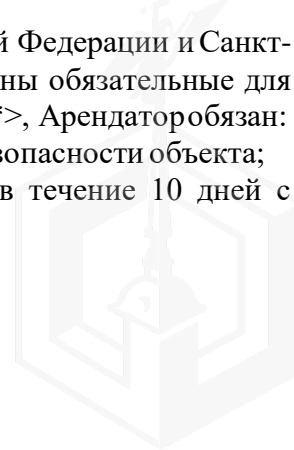 й Федерации и Санкт-
ны обязательные для
*>, Арендатор обязан:
зопасности объекта;
в течение 10 дней с